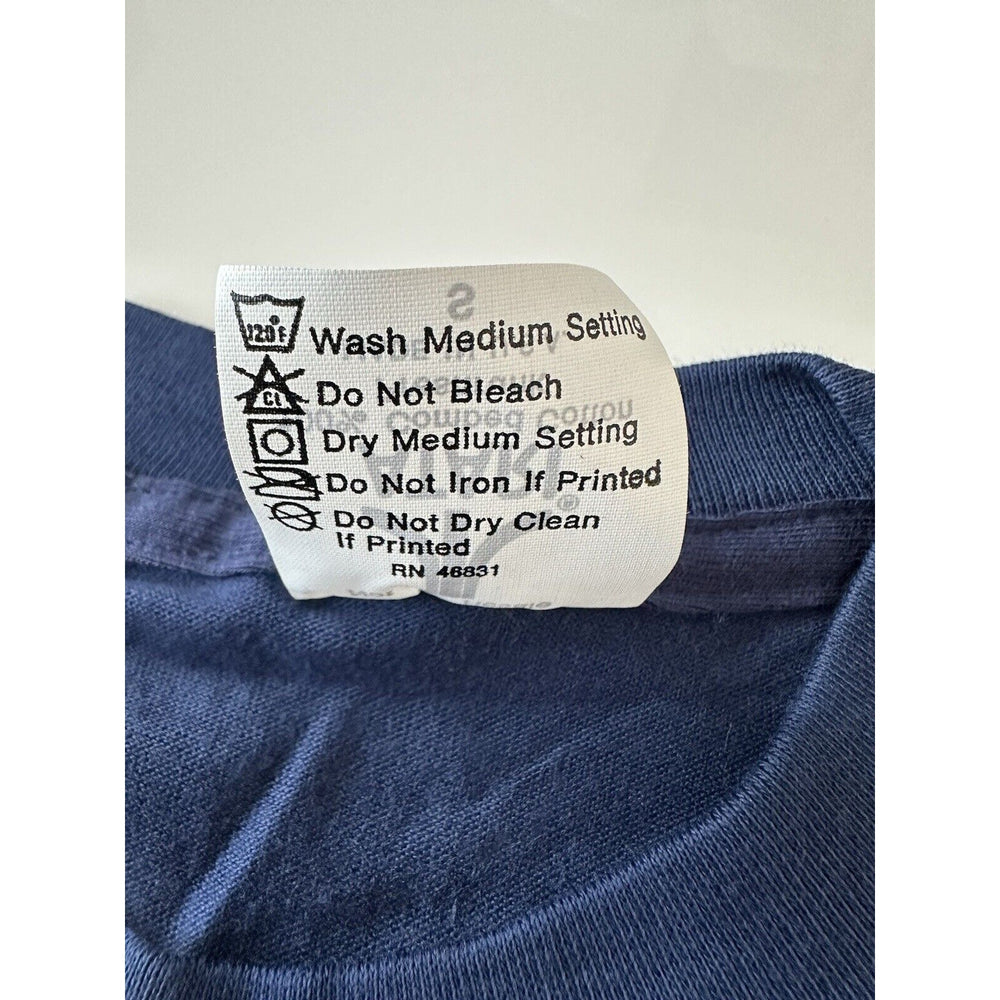 120°F Wash Medium Setting
CL Do Not Bleach
Dry Medium Setting
Do Not Iron If Printed
Do Not Dry Clean
If Printed
RN 46831